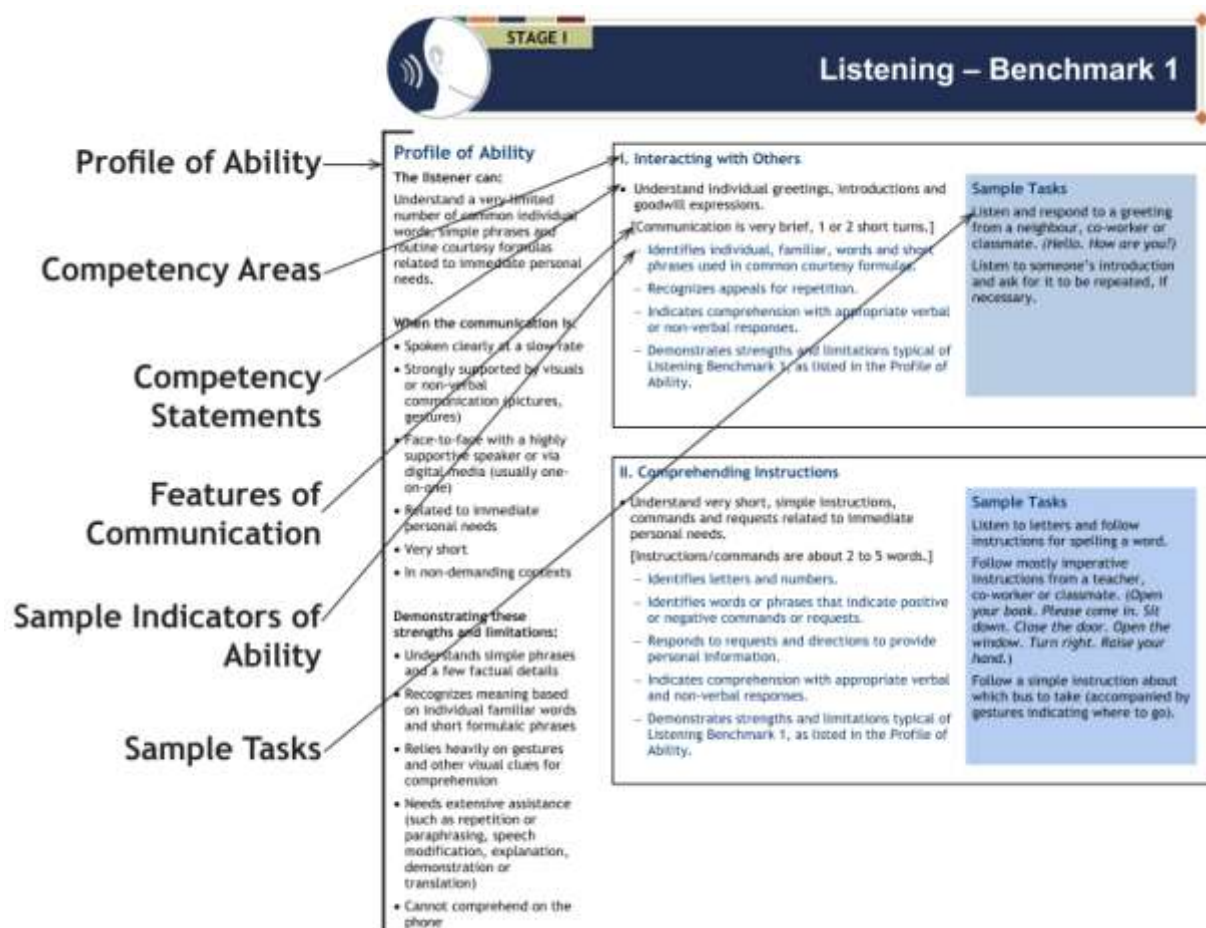 STAGE I
Listening – Benchmark 1
Profile of Ability
Competency Areas
Competency
Statements
Features of
Communication
Sample Indicators of
Ability
Sample Tasks
Profile of Ability
The listener can:
Understand a very limited
number of common individual
words, simple phrases and
routine courtesy formulas
related to immediate personal
needs.
When the communication is:
• Spoken clearly at a slow rate
• Strongly supported by visuals
or non-verbal
communication (pictures,
gestures)
• Face-to-face with a highly
supportive speaker or via
digital media (usually one-
on-one)
• Related to immediate
personal needs
• Very short
• In non-demanding contexts
Demonstrating these
strengths and limitations:
• Understands simple phrases
and a few factual details
• Recognizes meaning based
on individual familiar words
and short formulaic phrases
• Relies heavily on gestures
and other visual clues for
comprehension
• Needs extensive assistance
(such as repetition or
paraphrasing, speech
modification, explanation,
demonstration or
translation)
• Cannot comprehend on the
phone
I. Interacting with Others
• Understand individual greetings, introductions and
goodwill expressions.
[Communication is very brief, 1 or 2 short turns.]
– Identifies individual, familiar, words and short
phrases used in common courtesy formulas.
– Recognizes appeals for repetition.
– Indicates comprehension with appropriate verbal
or non-verbal responses.
– Demonstrates strengths and limitations typical of
Listening Benchmark 1, as listed in the Profile of
Ability.
Sample Tasks
Listen and respond to a greeting
from a neighbour, co-worker or
classmate. (Hello. How are you?)
Listen to someone's introduction
and ask for it to be repeated, if
necessary.
II. Comprehending Instructions
• Understand very short, simple instructions,
commands and requests related to immediate
personal needs.
[Instructions/commands are about 2 to 5 words.]
– Identifies letters and numbers.
– Identifies words or phrases that indicate positive
or negative commands or requests.
– Responds to requests and directions to provide
personal information.
– Indicates comprehension with appropriate verbal
and non-verbal responses.
– Demonstrates strengths and limitations typical of
Listening Benchmark 1, as listed in the Profile of
Ability.
Sample Tasks
Listen to letters and follow
instructions for spelling a word.
Follow mostly imperative
instructions from a teacher,
co-worker or classmate. (Open
your book. Please come in. Sit
down. Close the door. Open the
window. Turn right. Raise your
hand.)
Follow a simple instruction about
which bus to take (accompanied by
gestures indicating where to go).